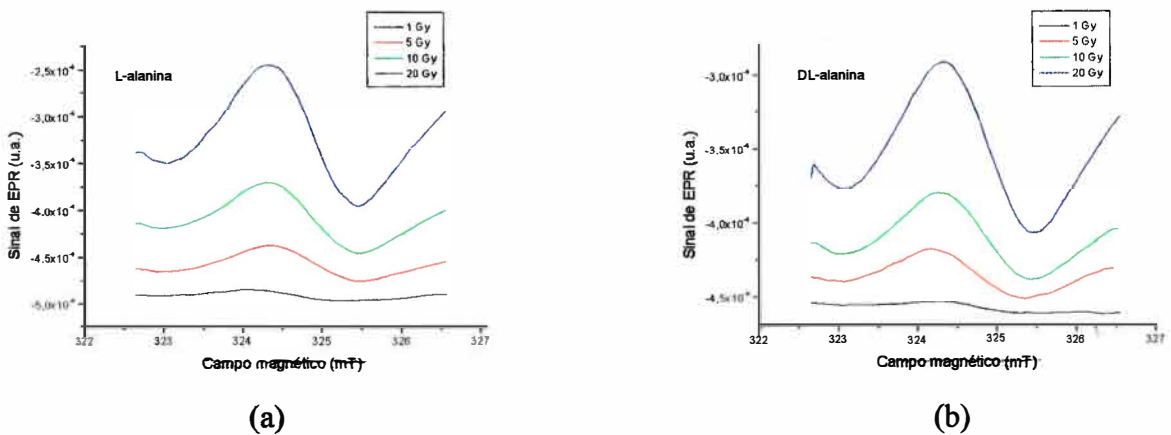 1 Gy
5 Gy
10 Gy
20 Gy
L-alanina
-2,5x10⁻⁴
-3,0x10⁻⁴
-3,5x10⁻⁴
-4,0x10⁻⁴
-4,5x10⁻⁴
-5,0x10⁻⁴
Sinal de EPR (u.a.)
322 323 324 325 326 327
Campo magnético (mT)
(a)
1 Gy
5 Gy
10 Gy
20 Gy
DL-alanina
-3,0x10⁻⁴
-3,5x10⁻⁴
-4,0x10⁻⁴
-4,5x10⁻⁴
Sinal de EPR (u.a.)
322 323 324 325 326 327
Campo magnético (mT)
(b)